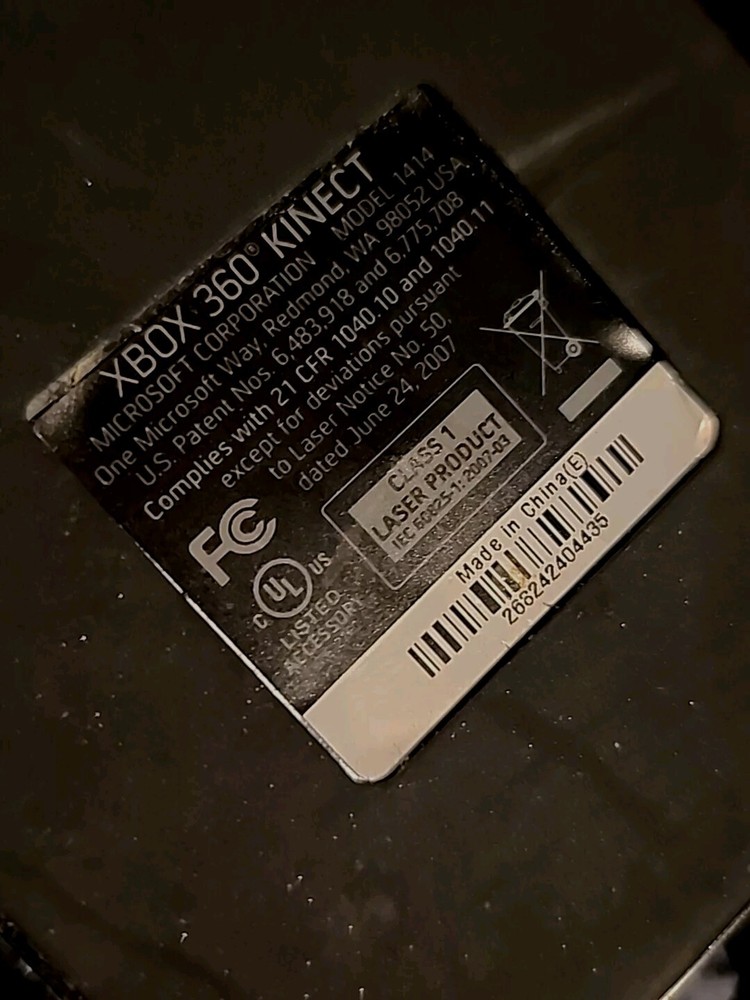 XBOX 360® KINECT
MICROSOFT CORPORATION MODEL 1414
One Microsoft Way, Redmond, WA 98052 USA
U.S. Patent Nos. 6,483,918 and 6,775,708
Complies with 21 CFR 1040.10 and 1040.11
except for deviations pursuant
to Laser Notice No. 50,
dated June 24, 2007
FC
C UL US
LISTED
ACCESSORY
CLASS 1
LASER PRODUCT
IEC 60825-1:2007-03
Made in China(E)
266242404435